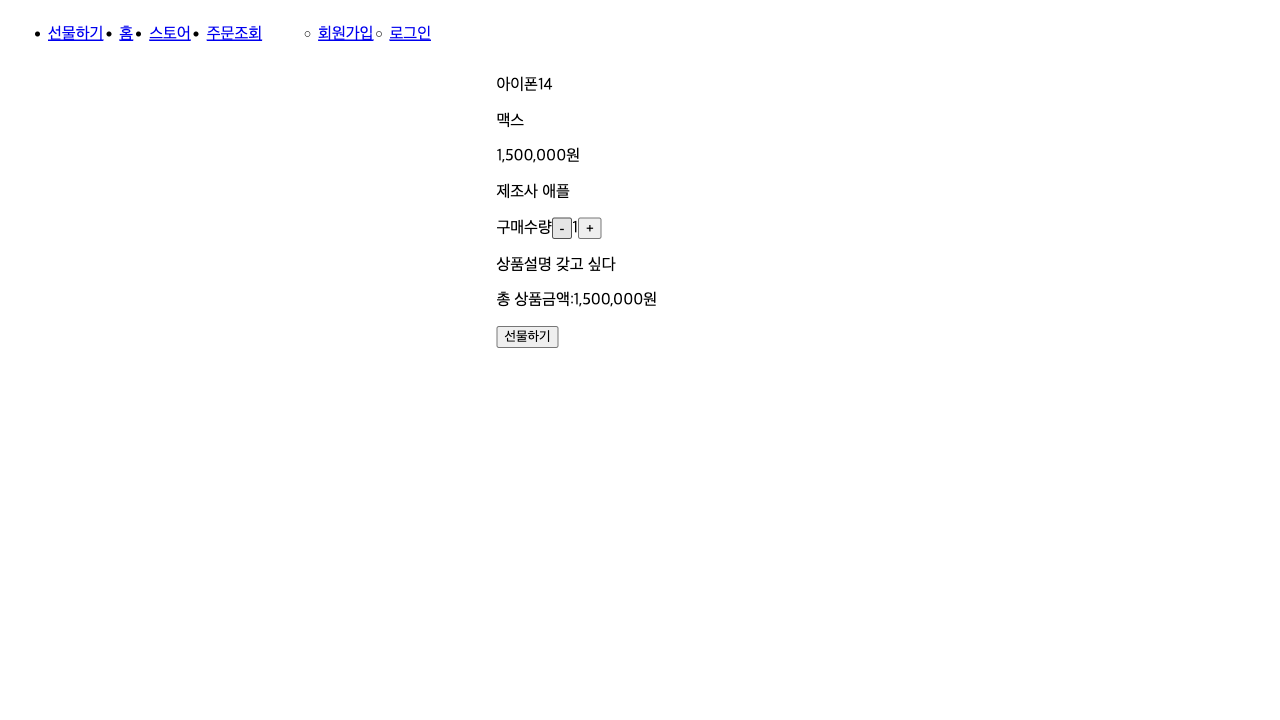 선물하기 홈 스토어 주문조회 회원가입 로그인
아이폰14
맥스
1,500,000원
제조사 애플
구매수량 - 1 +
상품설명 갖고 싶다
총 상품금액:1,500,000원
선물하기